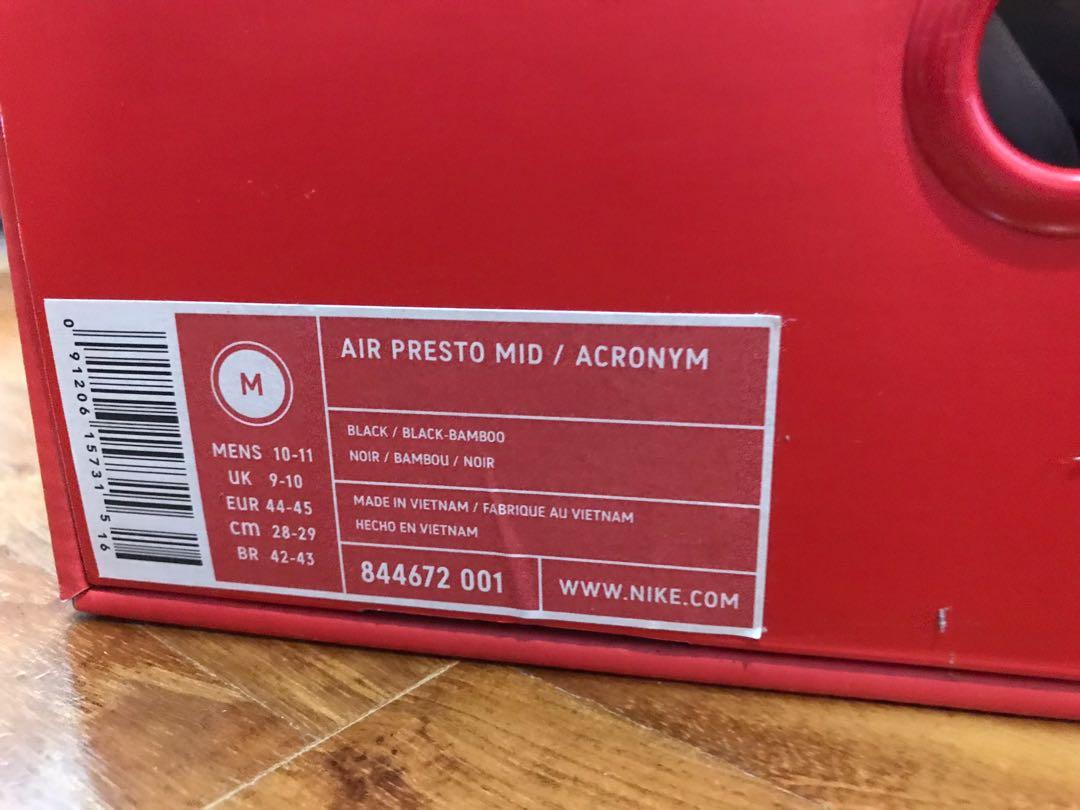 0 91206 15731 5 16
M
MENS 10-11
UK 9-10
EUR 44-45
cm 28-29
BR 42-43
AIR PRESTO MID / ACRONYM
BLACK / BLACK-BAMBOO
NOIR / BAMBOU / NOIR
MADE IN VIETNAM / FABRIQUE AU VIETNAM
HECHO EN VIETNAM
844672 001
WWW.NIKE.COM